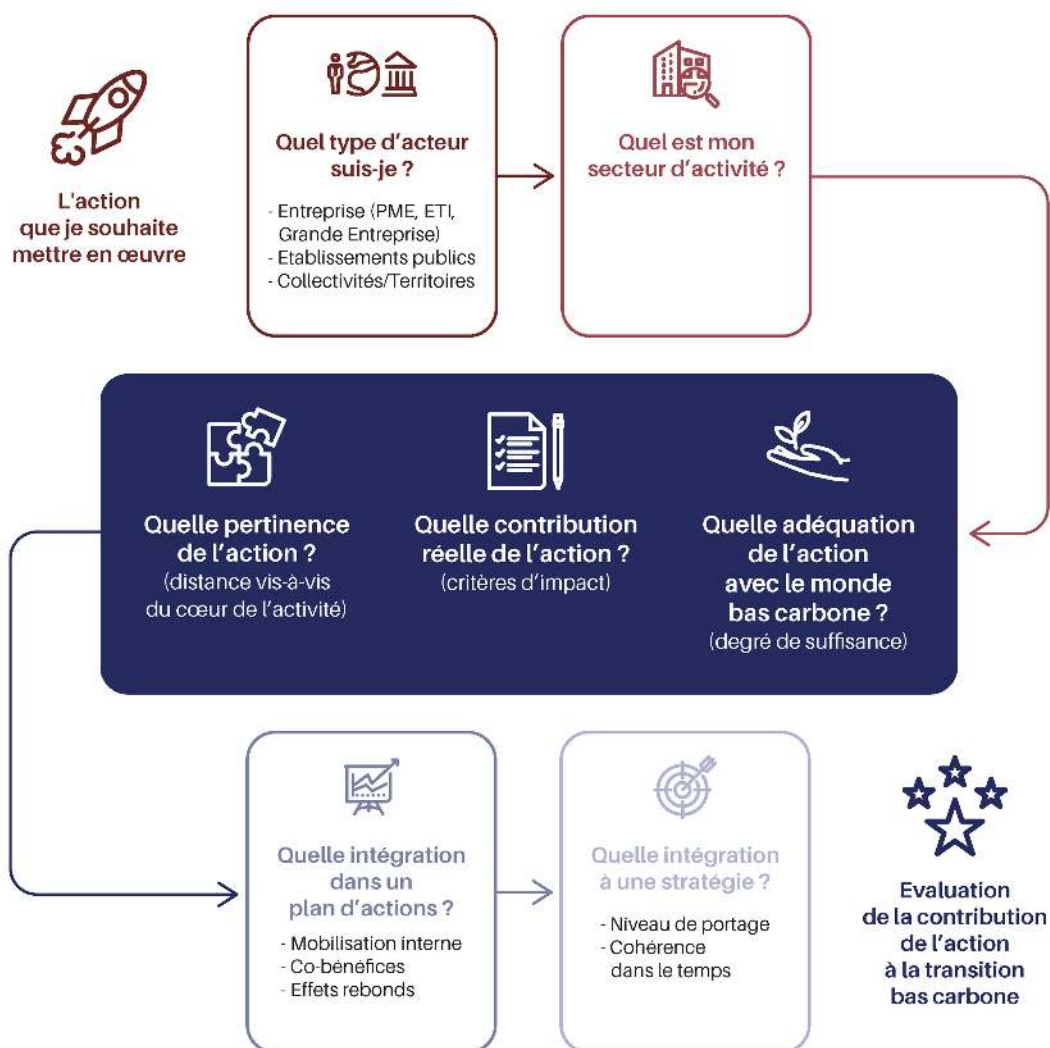 L'action
que je souhaite
mettre en œuvre
Quel type d'acteur
suis-je ?
- Entreprise (PME, ETI,
Grande Entreprise)
- Etablissements publics
- Collectivités/Territoires
Quel est mon
secteur d'activité ?
Quelle pertinence
de l'action ?
(distance vis-à-vis
du cœur de l'activité)
Quelle contribution
réelle de l'action ?
(critères d'impact)
Quelle adéquation
de l'action
avec le monde
bas carbone ?
(degré de suffisance)
Quelle intégration
dans un
plan d'actions ?
- Mobilisation interne
- Co-bénéfices
- Effets rebonds
Quelle intégration
à une stratégie ?
- Niveau de portage
- Cohérence
dans le temps
Evaluation
de la contribution
de l'action
à la transition
bas carbone